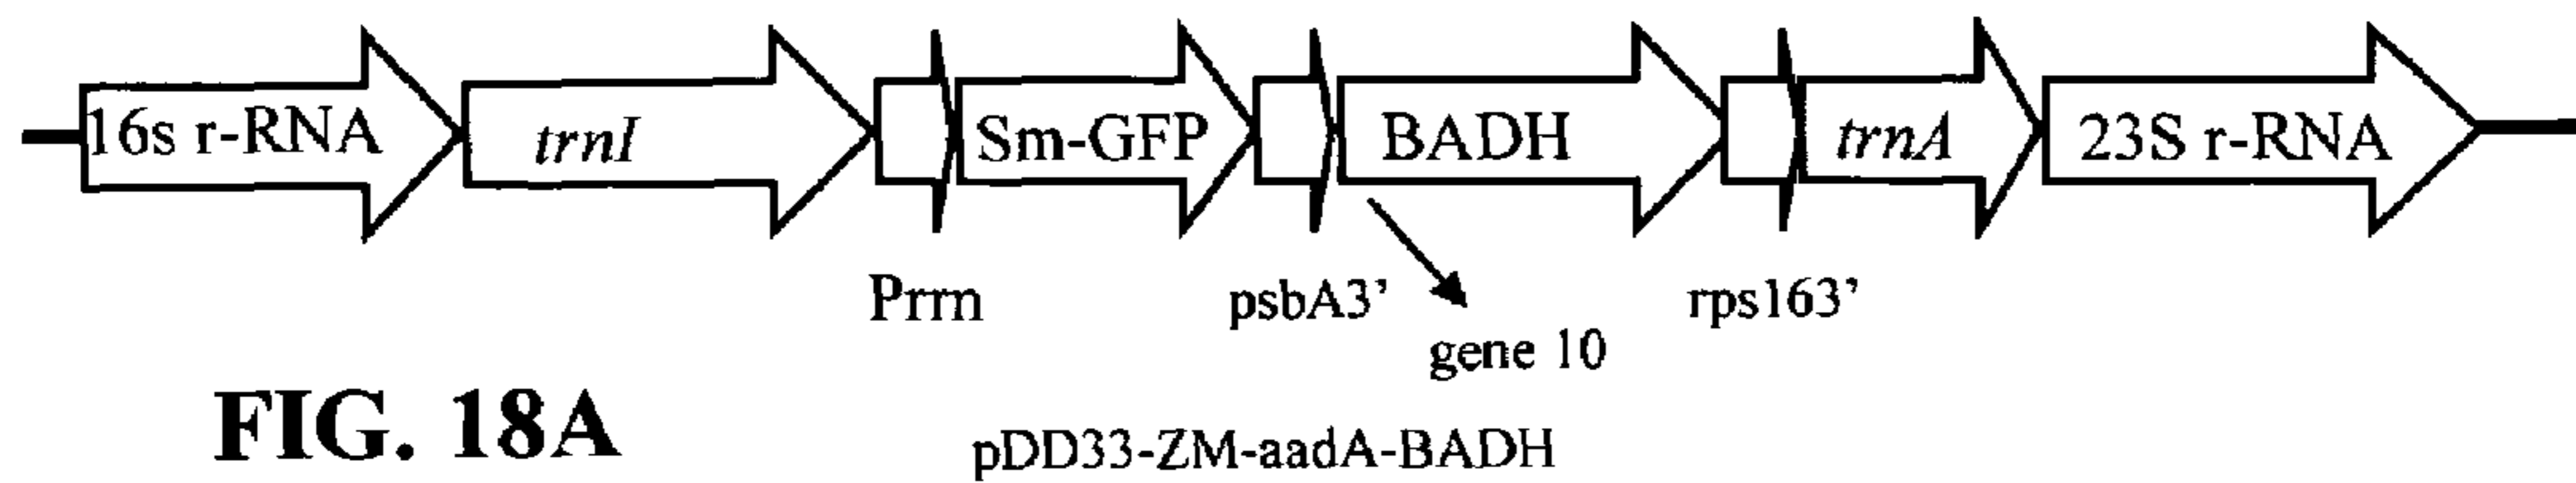 16s r-RNA trnI Sm-GFP BADH trnA 23S r-RNA
Prrn psbA3’ rps163’
gene 10
FIG. 18A
pDD33-ZM-aadA-BADH